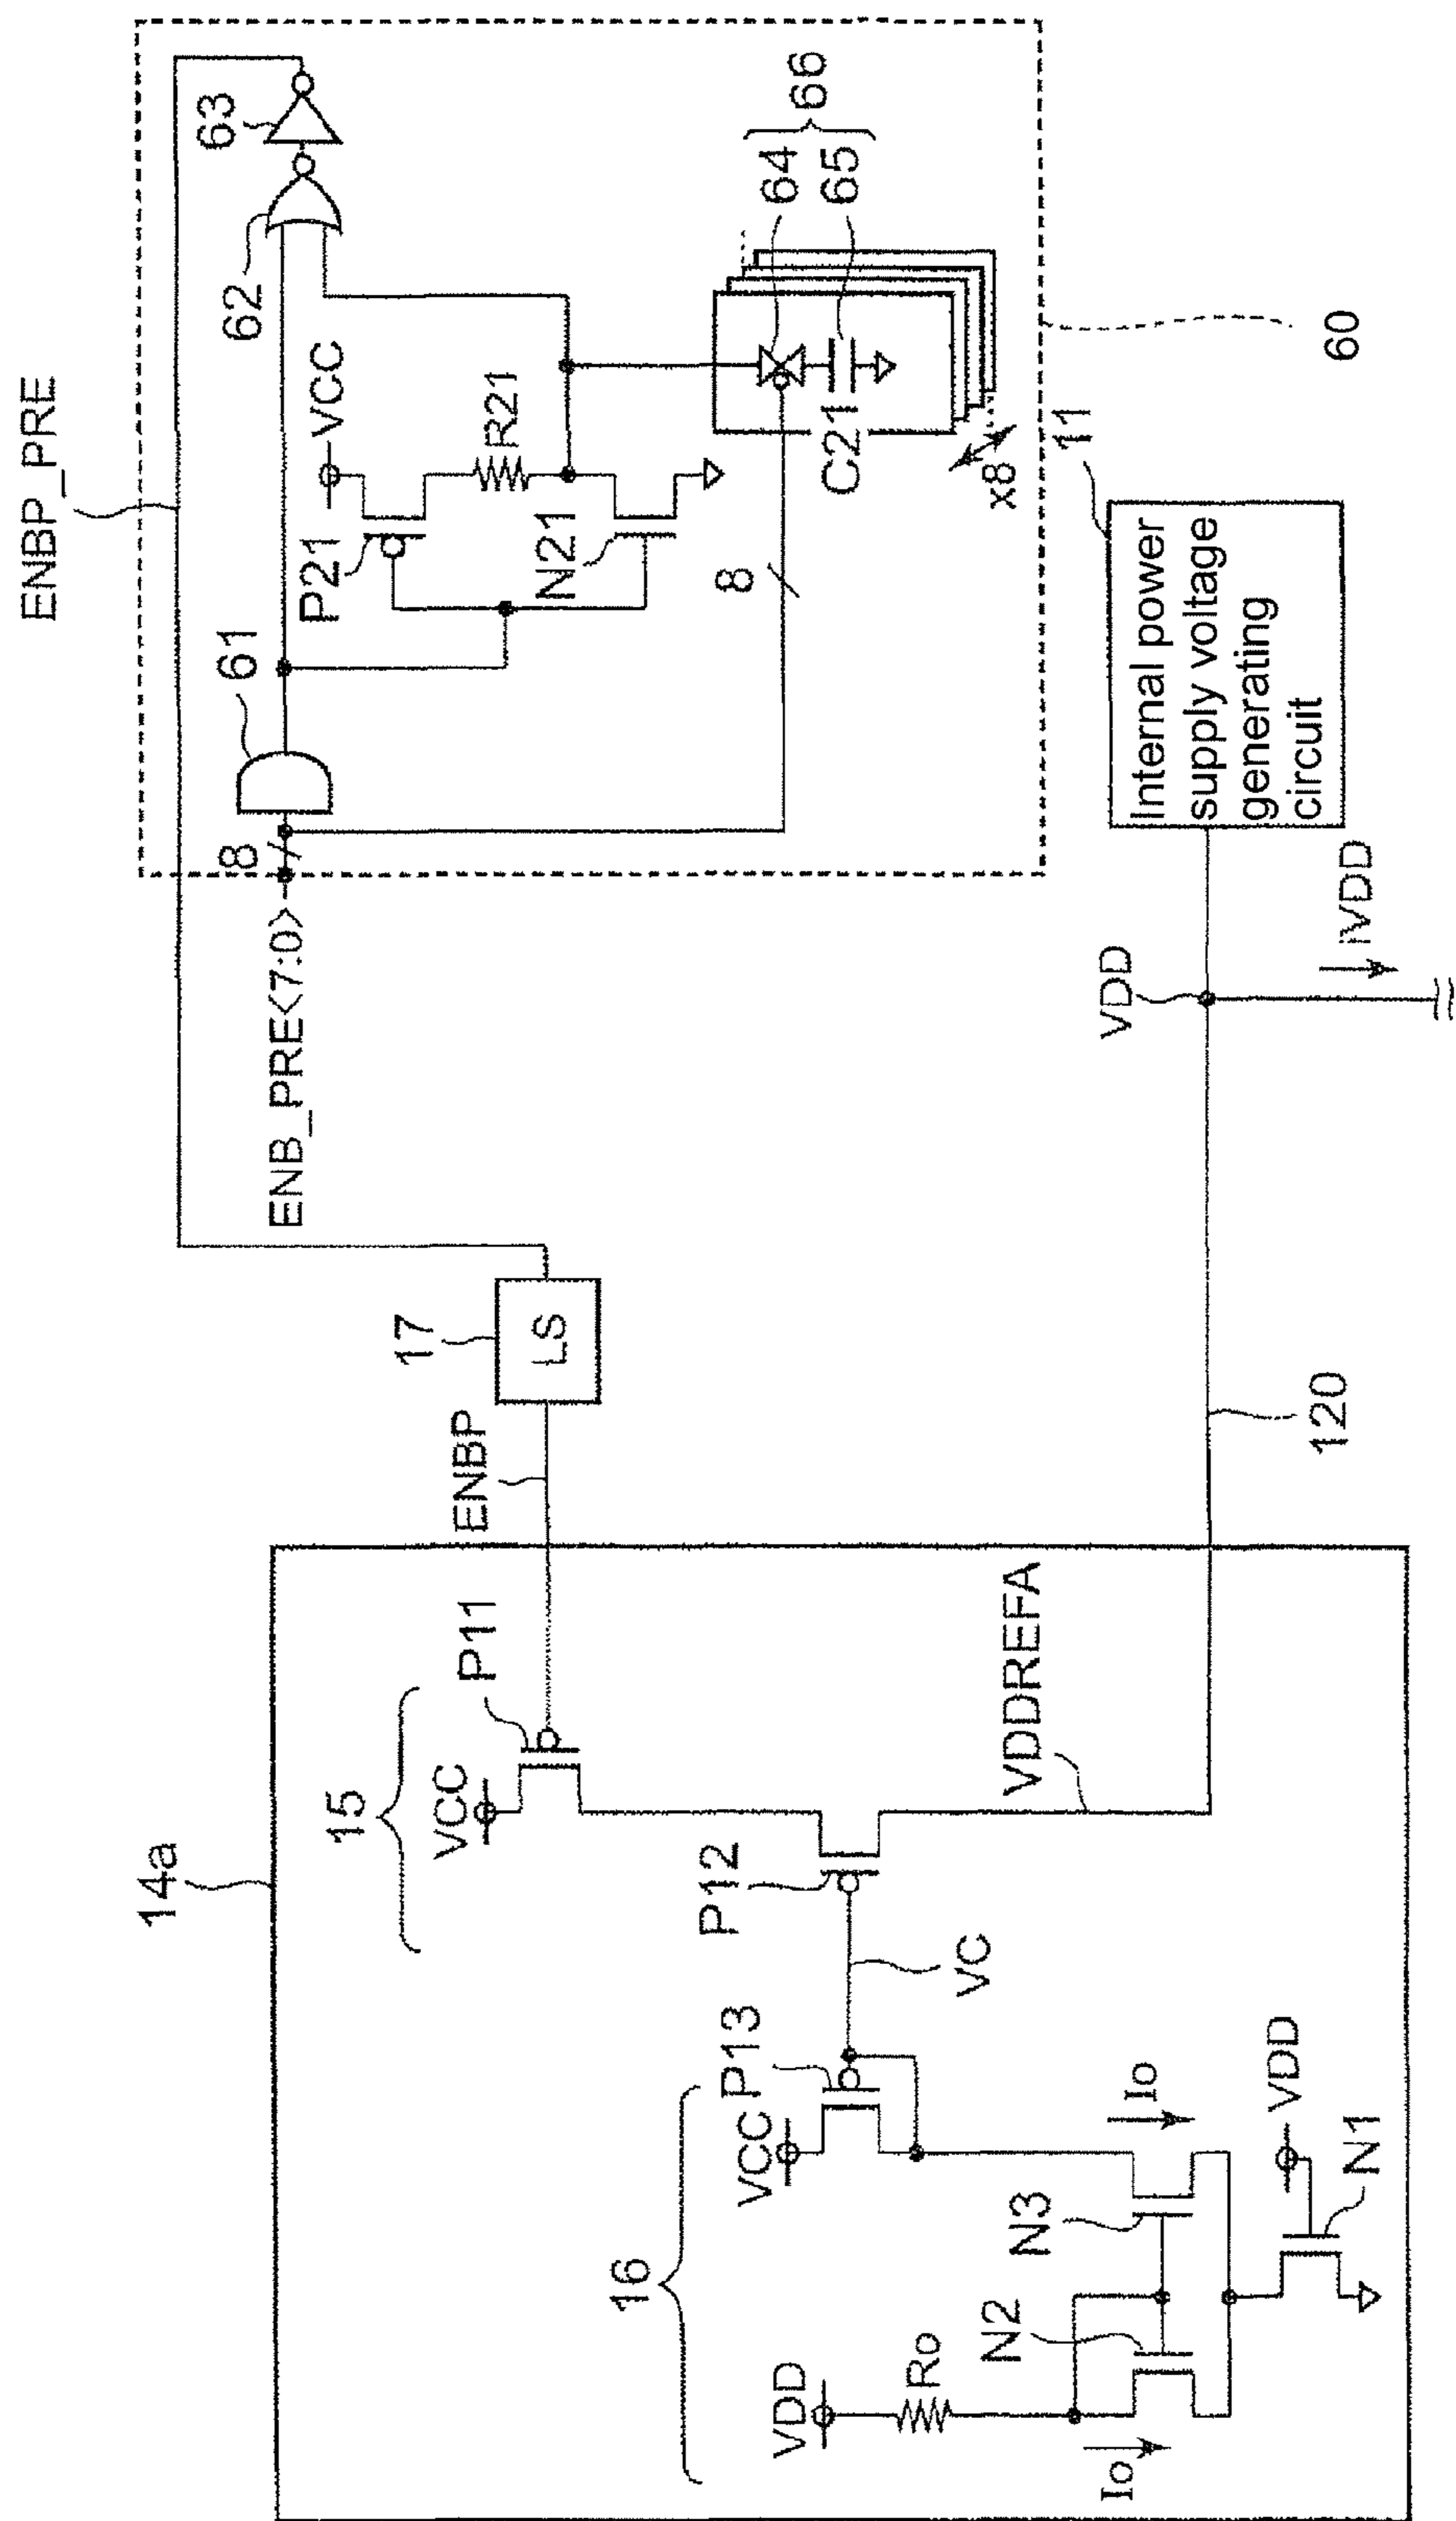 14a
15
VCC
P11
ENBP
17
LS
ENBP_PRE
ENB_PRE<7:0>
8
61
62
63
P21
VCC
R21
N21
8
64
65
66
C21
x8
60
16
VDD
Ro
Io
N2
N3
VCC
P13
VC
P12
Io
VDD
N1
VDDREFA
120
VDD
iVDD
11
Internal power
supply voltage
generating
circuit